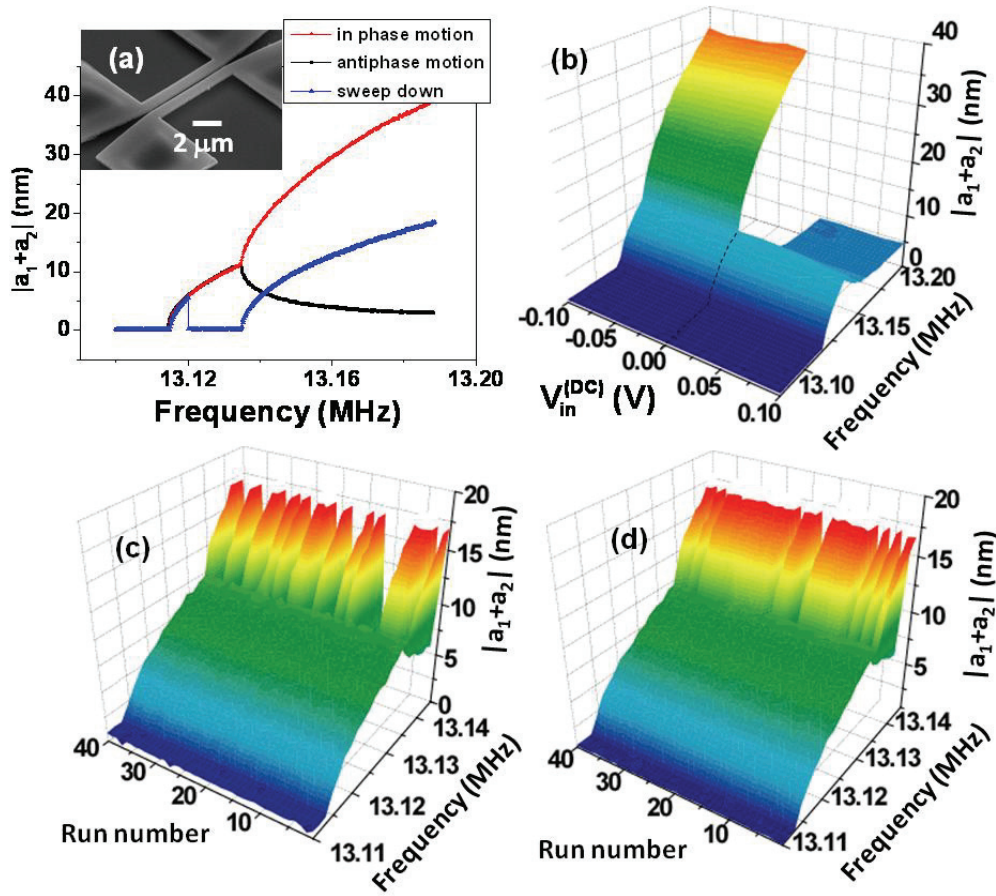 (a)
2 μm
in phase motion
antiphase motion
sweep down
|a1+a2| (nm)
40
30
20
10
0
13.12
13.16
13.20
Frequency (MHz)
(b)
|a1+a2| (nm)
40
30
20
10
0
-0.10
-0.05
0.00
0.05
0.10
Vin(DC) (V)
13.10
13.15
13.20
Frequency (MHz)
(c)
|a1+a2| (nm)
20
15
10
5
0
40
30
20
10
Run number
13.11
13.12
13.13
13.14
Frequency (MHz)
(d)
|a1+a2| (nm)
20
15
10
5
40
30
20
10
Run number
13.11
13.12
13.13
13.14
Frequency (MHz)